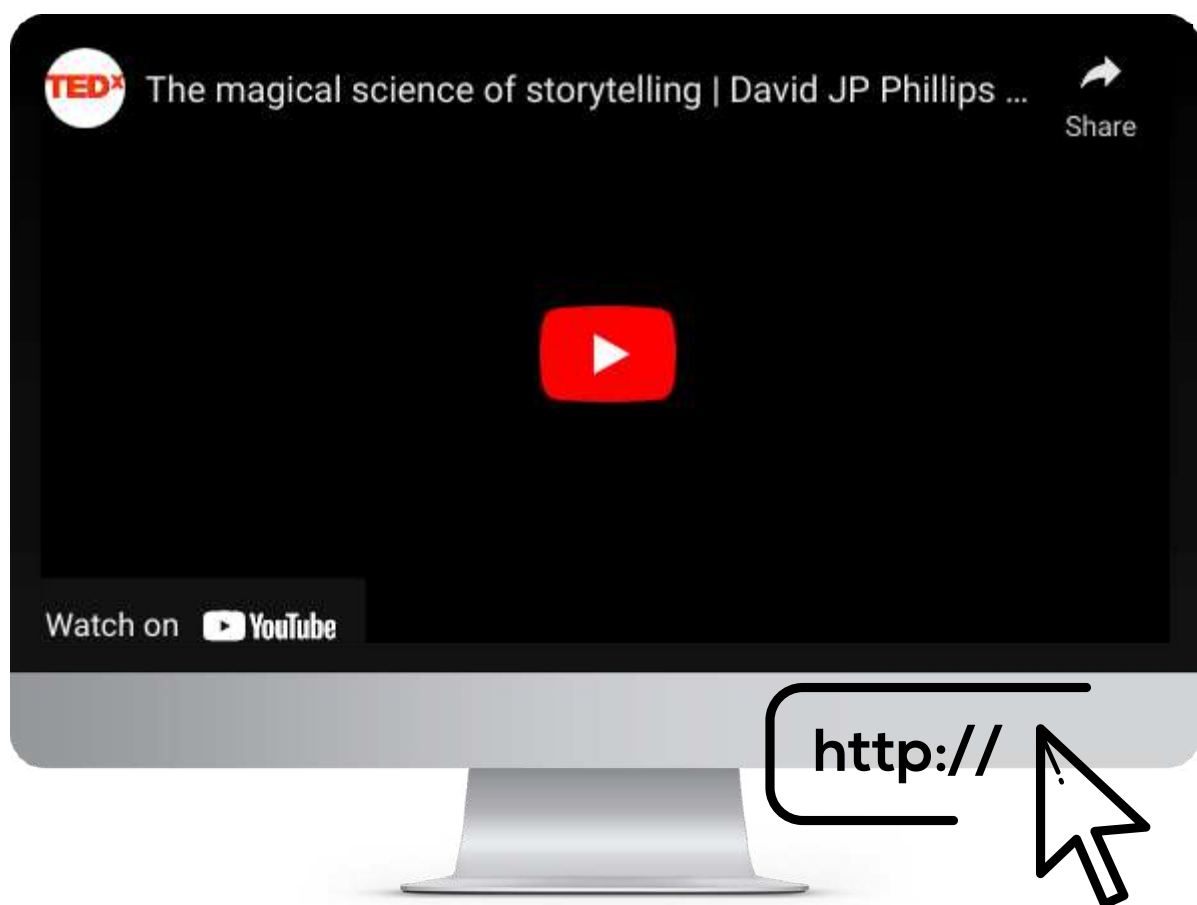 TEDx The magical science of storytelling | David JP Phillips ...
Share
Watch on YouTube
http://